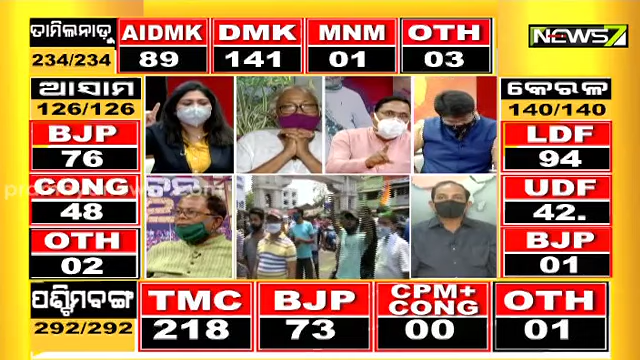 ତାମିଲନାଡୁ
234/234
AIDMK
89
DMK
141
MNM
01
OTH
03
NEWS7
ଆସାମ
126/126
BJP
76
CONG
48
OTH
02
କେରଳ
140/140
LDF
94
UDF
42.
BJP
01
ପଶ୍ଚିମବଙ୍ଗ
292/292
TMC
218
BJP
73
CPM+
CONG
00
OTH
01